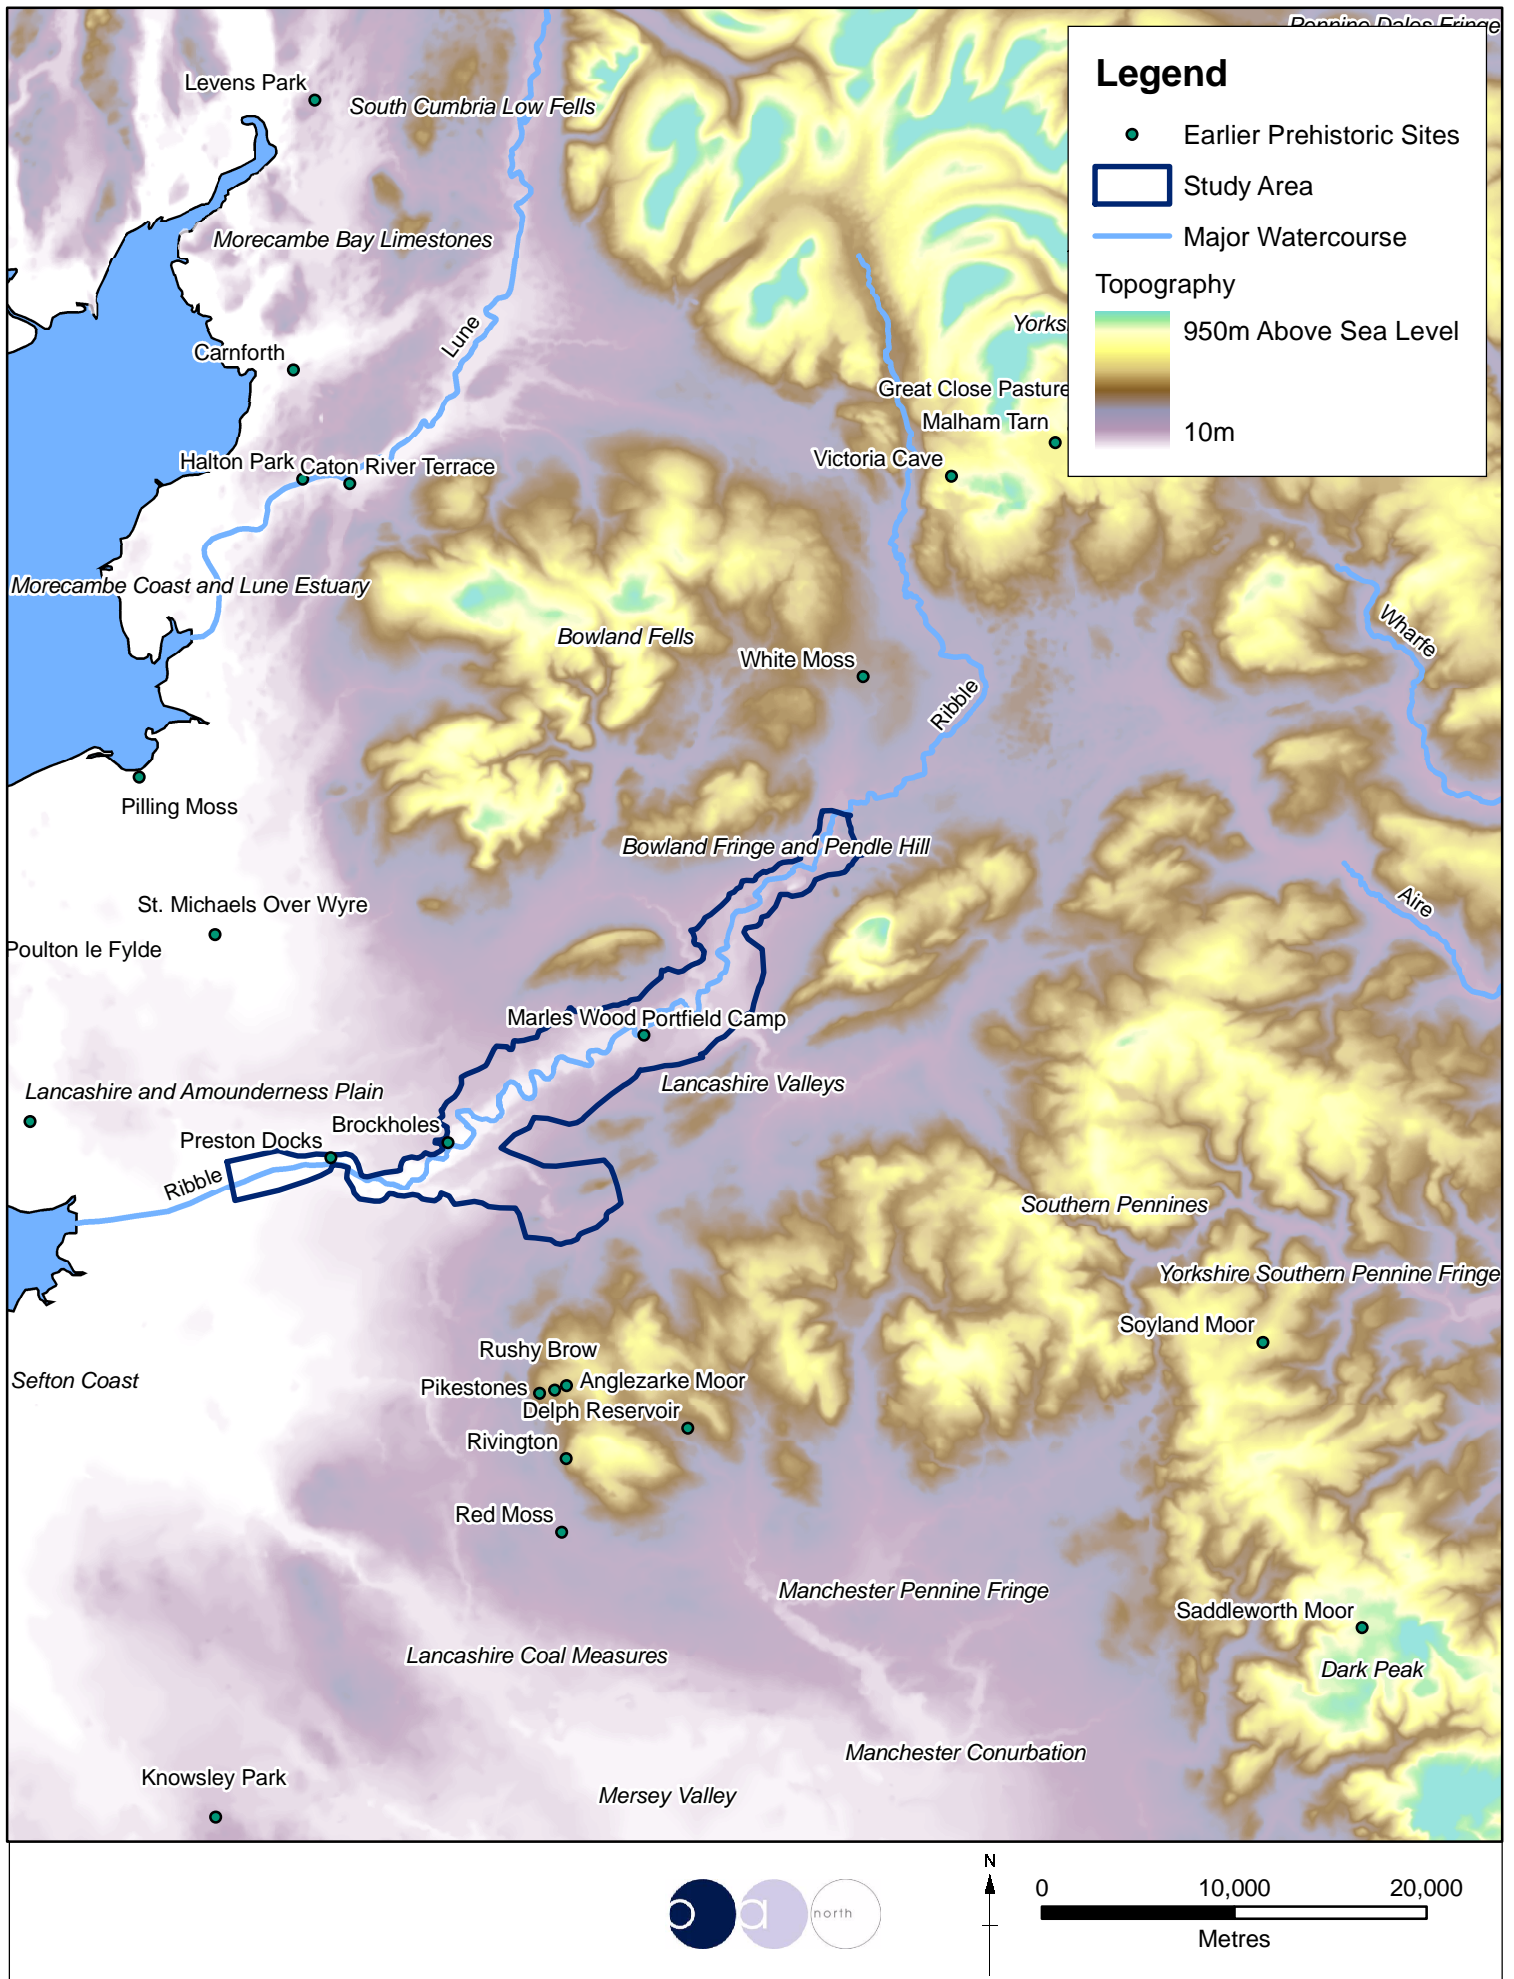 Pennine Dales Fringe
Legend
Earlier Prehistoric Sites
Study Area
Major Watercourse
Topography
950m Above Sea Level
10m
Levens Park
South Cumbria Low Fells
Morecambe Bay Limestones
Lune
Yorks
Carnforth
Great Close Pasture
Malham Tarn
Victoria Cave
Halton Park
Caton River Terrace
Morecambe Coast and Lune Estuary
Bowland Fells
Wharfe
White Moss
Ribble
Pilling Moss
Bowland Fringe and Pendle Hill
St. Michaels Over Wyre
Aire
Poulton le Fylde
Marles Wood
Portfield Camp
Lancashire Valleys
Lancashire and Amounderness Plain
Brockholes
Preston Docks
Ribble
Southern Pennines
Yorkshire Southern Pennine Fringe
Soyland Moor
Rushy Brow
Sefton Coast
Pikestones
Anglezarke Moor
Delph Reservoir
Rivington
Red Moss
Manchester Pennine Fringe
Saddleworth Moor
Lancashire Coal Measures
Dark Peak
Manchester Conurbation
Knowsley Park
Mersey Valley
N
0 10,000 20,000
Metres
o a north